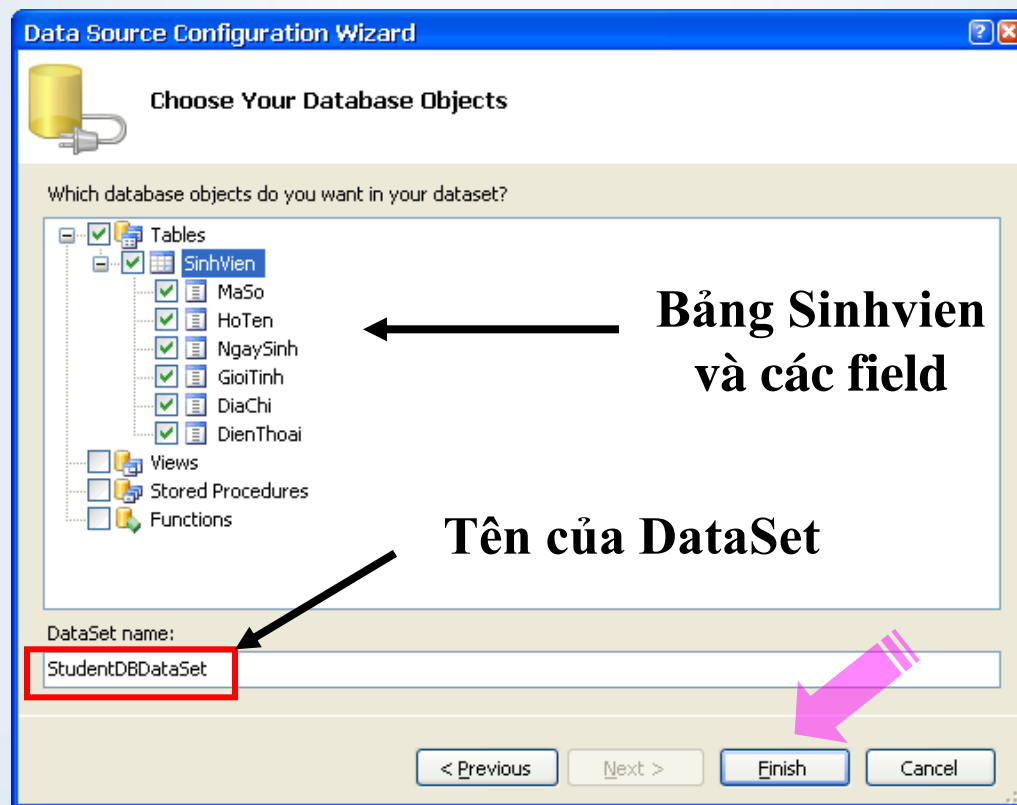 Data Source Configuration Wizard
Choose Your Database Objects
Which database objects do you want in your dataset?
Tables
SinhVien
MaSo
HoTen
NgaySinh
GioiTinh
DiaChi
DienThoai
Views
Stored Procedures
Functions
Bảng Sinhvien
và các field
Tên của DataSet
DataSet name:
StudentDBDataSet
< Previous
Next >
Finish
Cancel